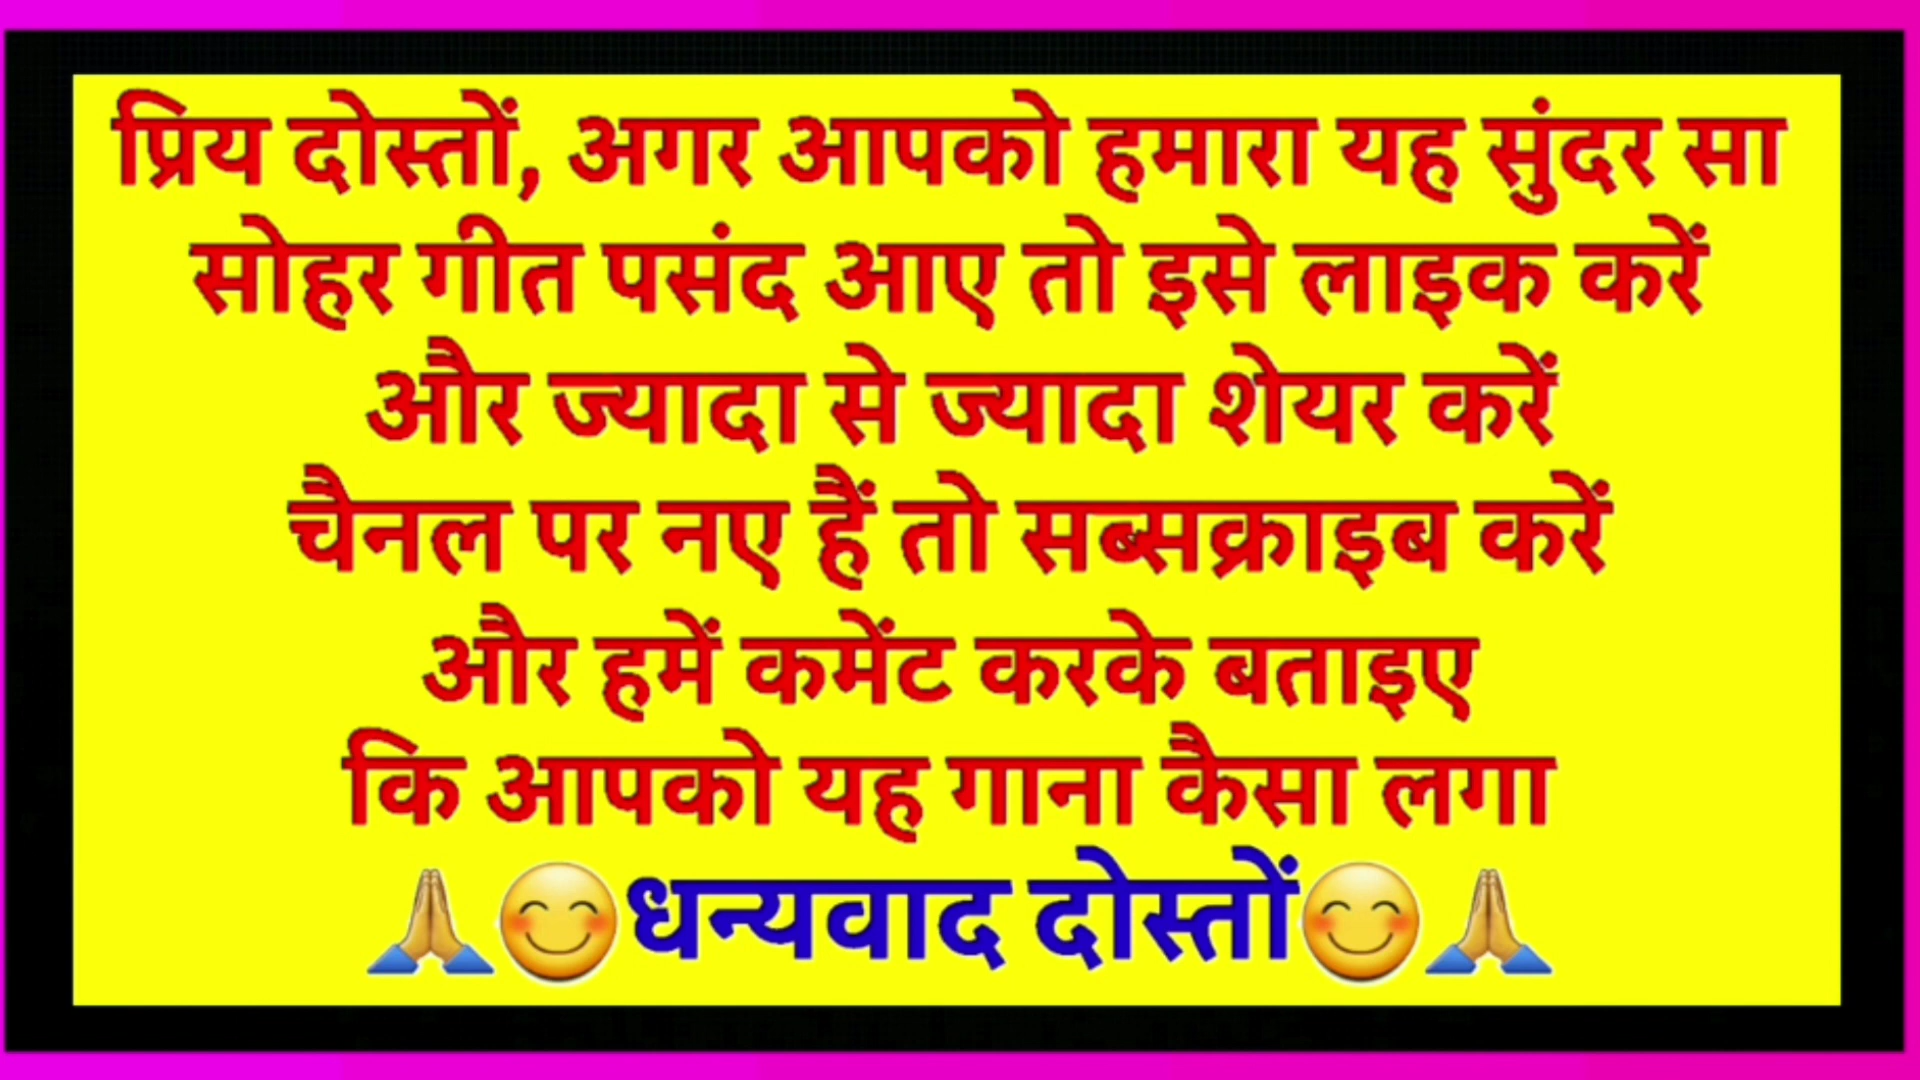 प्रिय दोस्तों, अगर आपको हमारा यह सुंदर सा
सोहर गीत पसंद आए तो इसे लाइक करें
और ज्यादा से ज्यादा शेयर करें
चैनल पर नए हैं तो सब्सक्राइब करें
और हमें कमेंट करके बताइए
कि आपको यह गाना कैसा लगा
🙏😊धन्यवाद दोस्तों😊🙏